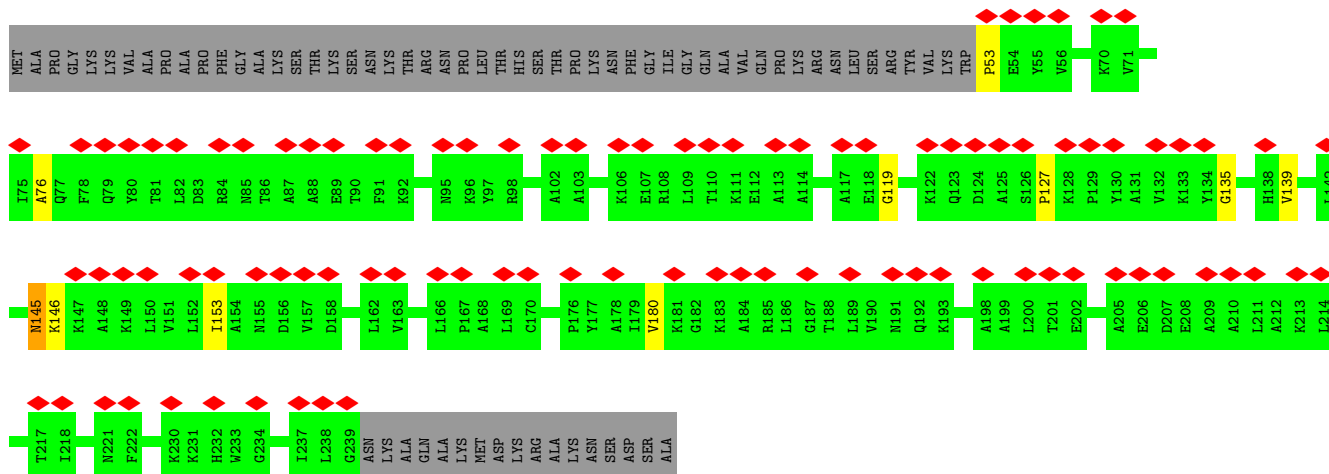 MET ALA PRO GLY LYS LYS VAL ALA PRO ALA PRO PHE GLY ALA LYS SER THR LYS SER ASN LYS THR ARG ASN PRO LEU THR HIS SER THR PRO LYS ASN PHE GLY ILE GLY GLN ALA VAL GLN PRO LYS ARG ASN LEU SER ARG TYR VAL LYS TRP P53 E54 Y55 V56 K70 V71
I75 A76 Q77 F78 Q79 Y80 T81 L82 D83 R84 N85 T86 A87 A88 E89 T90 F91 K92 N95 K96 Y97 R98 A102 A103 K106 E107 R108 L109 T110 K111 E112 A113 A114 A117 E118 G119 K122 Q123 D124 A125 S126 P127 K128 P129 Y130 A131 V132 K133 Y134 G135 H138 V139
N145 K146 K147 A148 K149 L150 V151 L152 I153 A154 N155 D156 V157 D158 L162 V163 L166 P167 A168 L169 C170 P176 Y177 A178 I179 V180 K181 G182 K183 A184 R185 L186 G187 T188 L189 V190 N191 Q192 K193 A198 A199 L200 T201 E202 A205 E206 D207 E208 A209 A210 L211 A212 K213 L214
T217 I218 N221 F222 K230 K231 H232 W233 G234 I237 L238 G239 ASN LYS ALA GLN ALA LYS MET ASP LYS ARG ALA LYS ASN SER ASP SER ALA